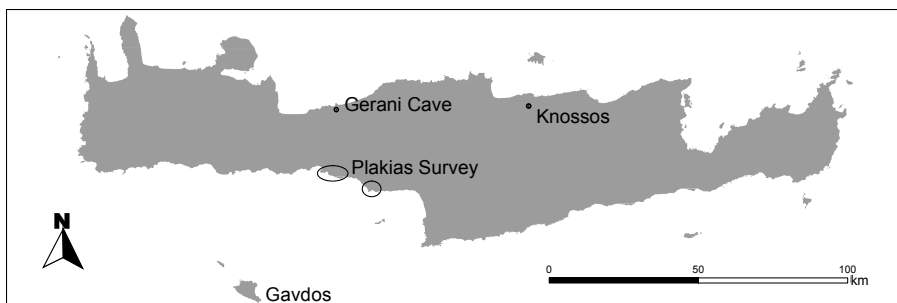 Gerani Cave
Knossos
Plakias Survey
N
0 50 100
km
Gavdos